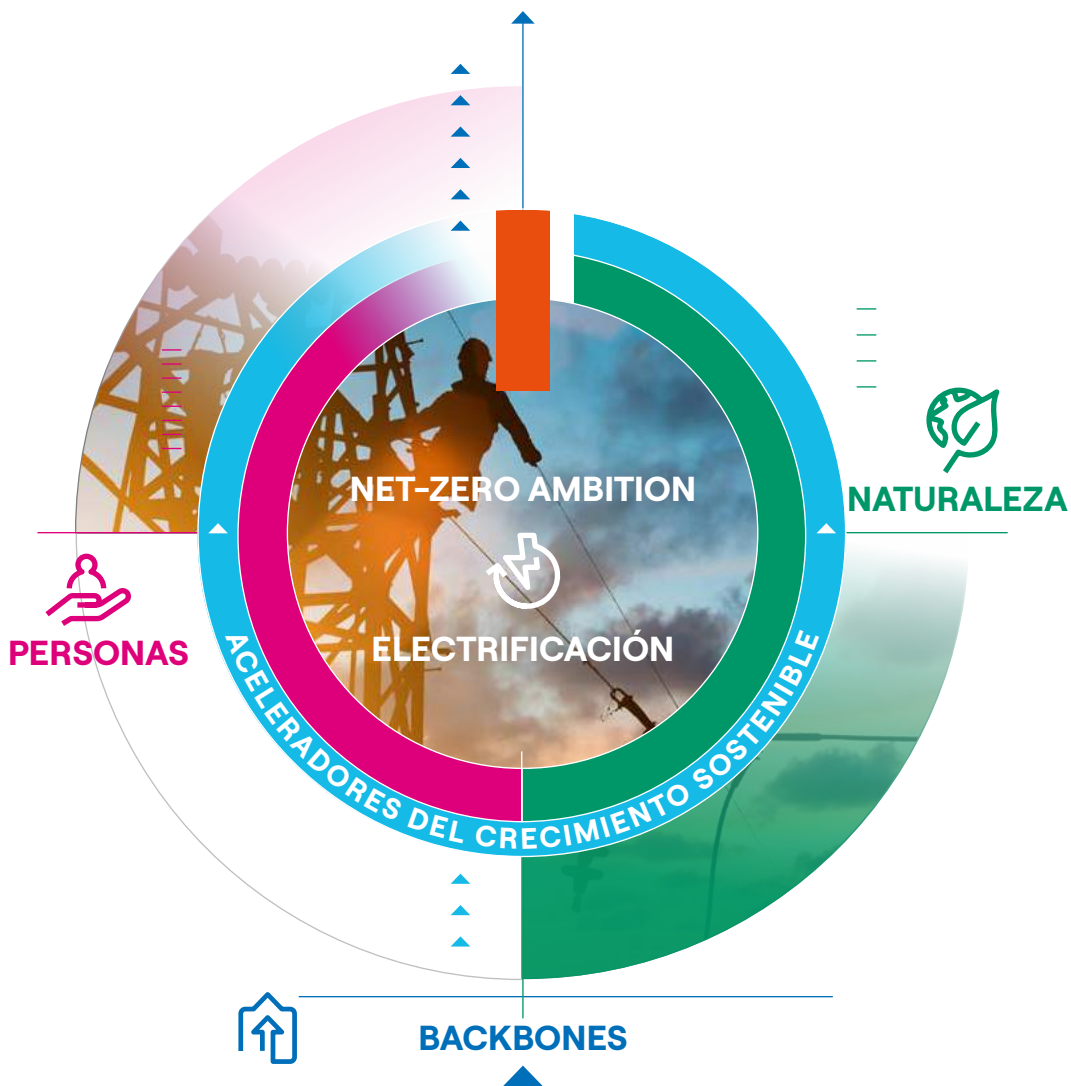 NET-ZERO AMBITION
NATURALEZA
PERSONAS
ELECTRIFICACIÓN
ACELERADORES DEL CRECIMIENTO SOSTENIBLE
BACKBONES